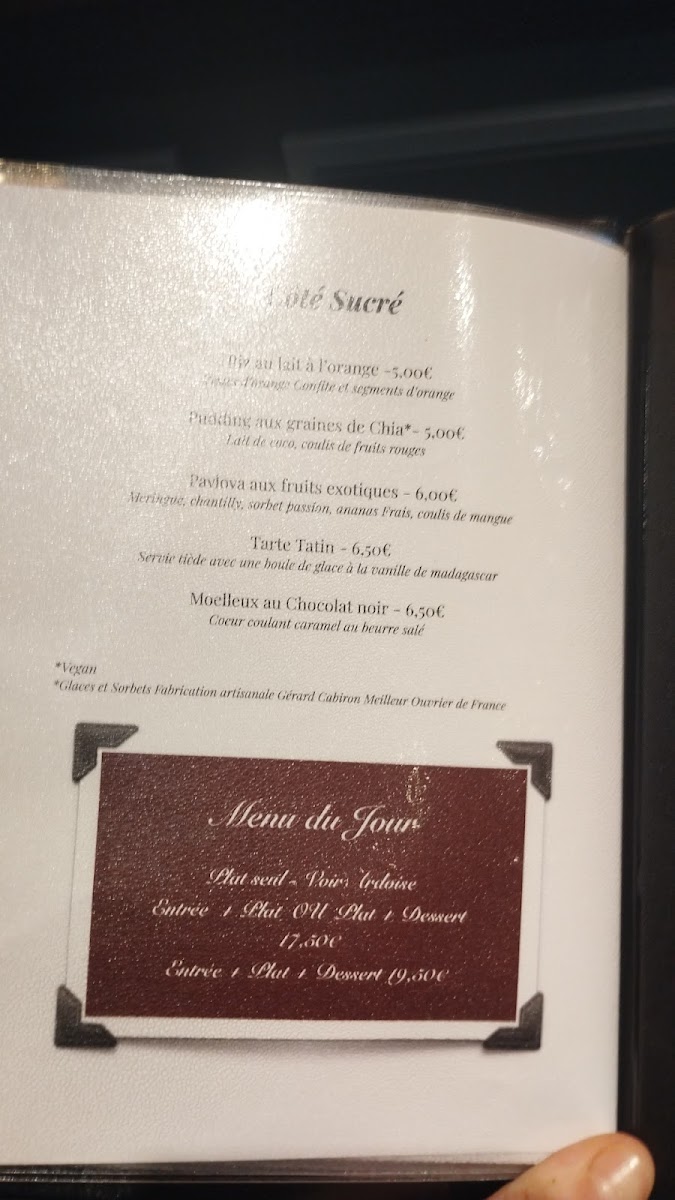 Côté Sucré
Riz au lait à l'orange -5,00€
d'orange Confite et segments d'orange
Pudding aux graines de Chia*- 5,00€
Lait de coco, coulis de fruits rouges
Pavlova aux fruits exotiques - 6,00€
Meringue, chantilly, sorbet passion, ananas Frais, coulis de mangue
Tarte Tatin - 6,50€
Servie tiède avec une boule de glace à la vanille de madagascar
Moelleux au Chocolat noir - 6,50€
Coeur coulant caramel au beurre salé
*Vegan
*Glaces et Sorbets Fabrication artisanale Gérard Cabiron Meilleur Ouvrier de France
Menu du Jour
Plat seul - Voir Ardoise
Entrée + Plat OU Plat + Dessert
17,50€
Entrée + Plat + Dessert 19,50€